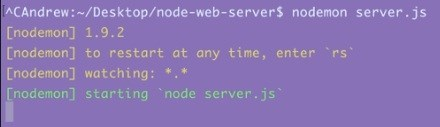 ^CAndrew:~/Desktop/node-web-server$ nodemon server.js
[nodemon] 1.9.2
[nodemon] to restart at any time, enter `rs`
[nodemon] watching: *.*
[nodemon] starting `node server.js`